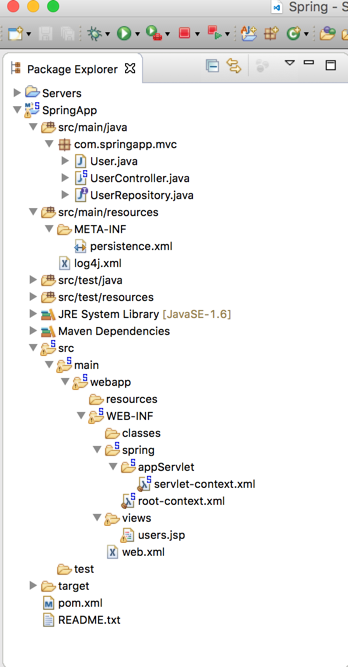 Spring - S
Package Explorer
Servers
SpringApp
src/main/java
com.springapp.mvc
User.java
UserController.java
UserRepository.java
src/main/resources
META-INF
persistence.xml
log4j.xml
src/test/java
src/test/resources
JRE System Library [JavaSE-1.6]
Maven Dependencies
src
main
webapp
resources
WEB-INF
classes
spring
appServlet
servlet-context.xml
root-context.xml
views
users.jsp
web.xml
test
target
pom.xml
README.txt